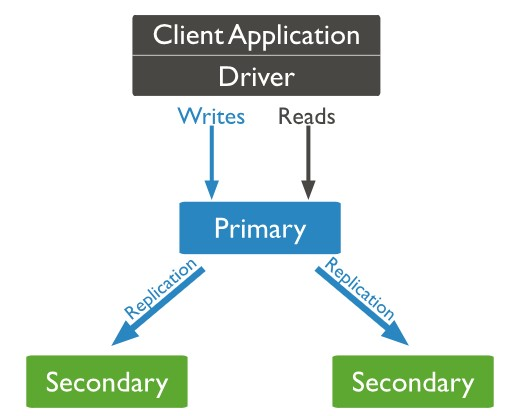 Client Application
Driver
Writes
Reads
Primary
Replication
Replication
Secondary
Secondary